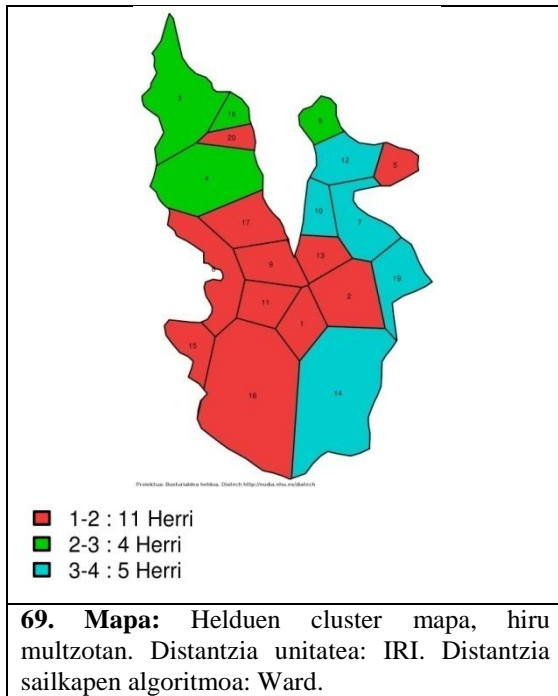 3
16
20
6
12
5
4
10
7
17
13
9
19
8
11
2
1
15
14
18
Proiektua: Busturialdea heldua. Diatech http://eudia.ehu.es/diatech
1-2 : 11 Herri
2-3 : 4 Herri
3-4 : 5 Herri
69. Mapa: Helduen cluster mapa, hiru
multzotan. Distantzia unitatea: IRI. Distantzia
sailkapen algoritmoa: Ward.